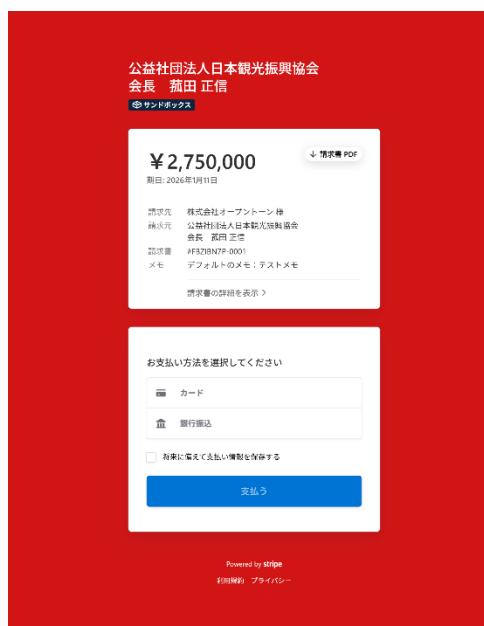 公益社団法人日本観光振興協会
会長　菰田 正信
サンドボックス
¥2,750,000
↓ 請求書 PDF
期日: 2026年1月11日
請求先 株式会社オープントーン 様
請求元 公益社団法人日本観光振興協会
会長　菰田 正信
請求書 #FBZIBN7P-0001
メモ デフォルトのメモ：テストメモ
請求書の詳細を表示 >
お支払い方法を選択してください
カード
銀行振込
将来に備えて支払い情報を保存する
支払う
Powered by stripe
利用規約 プライバシー